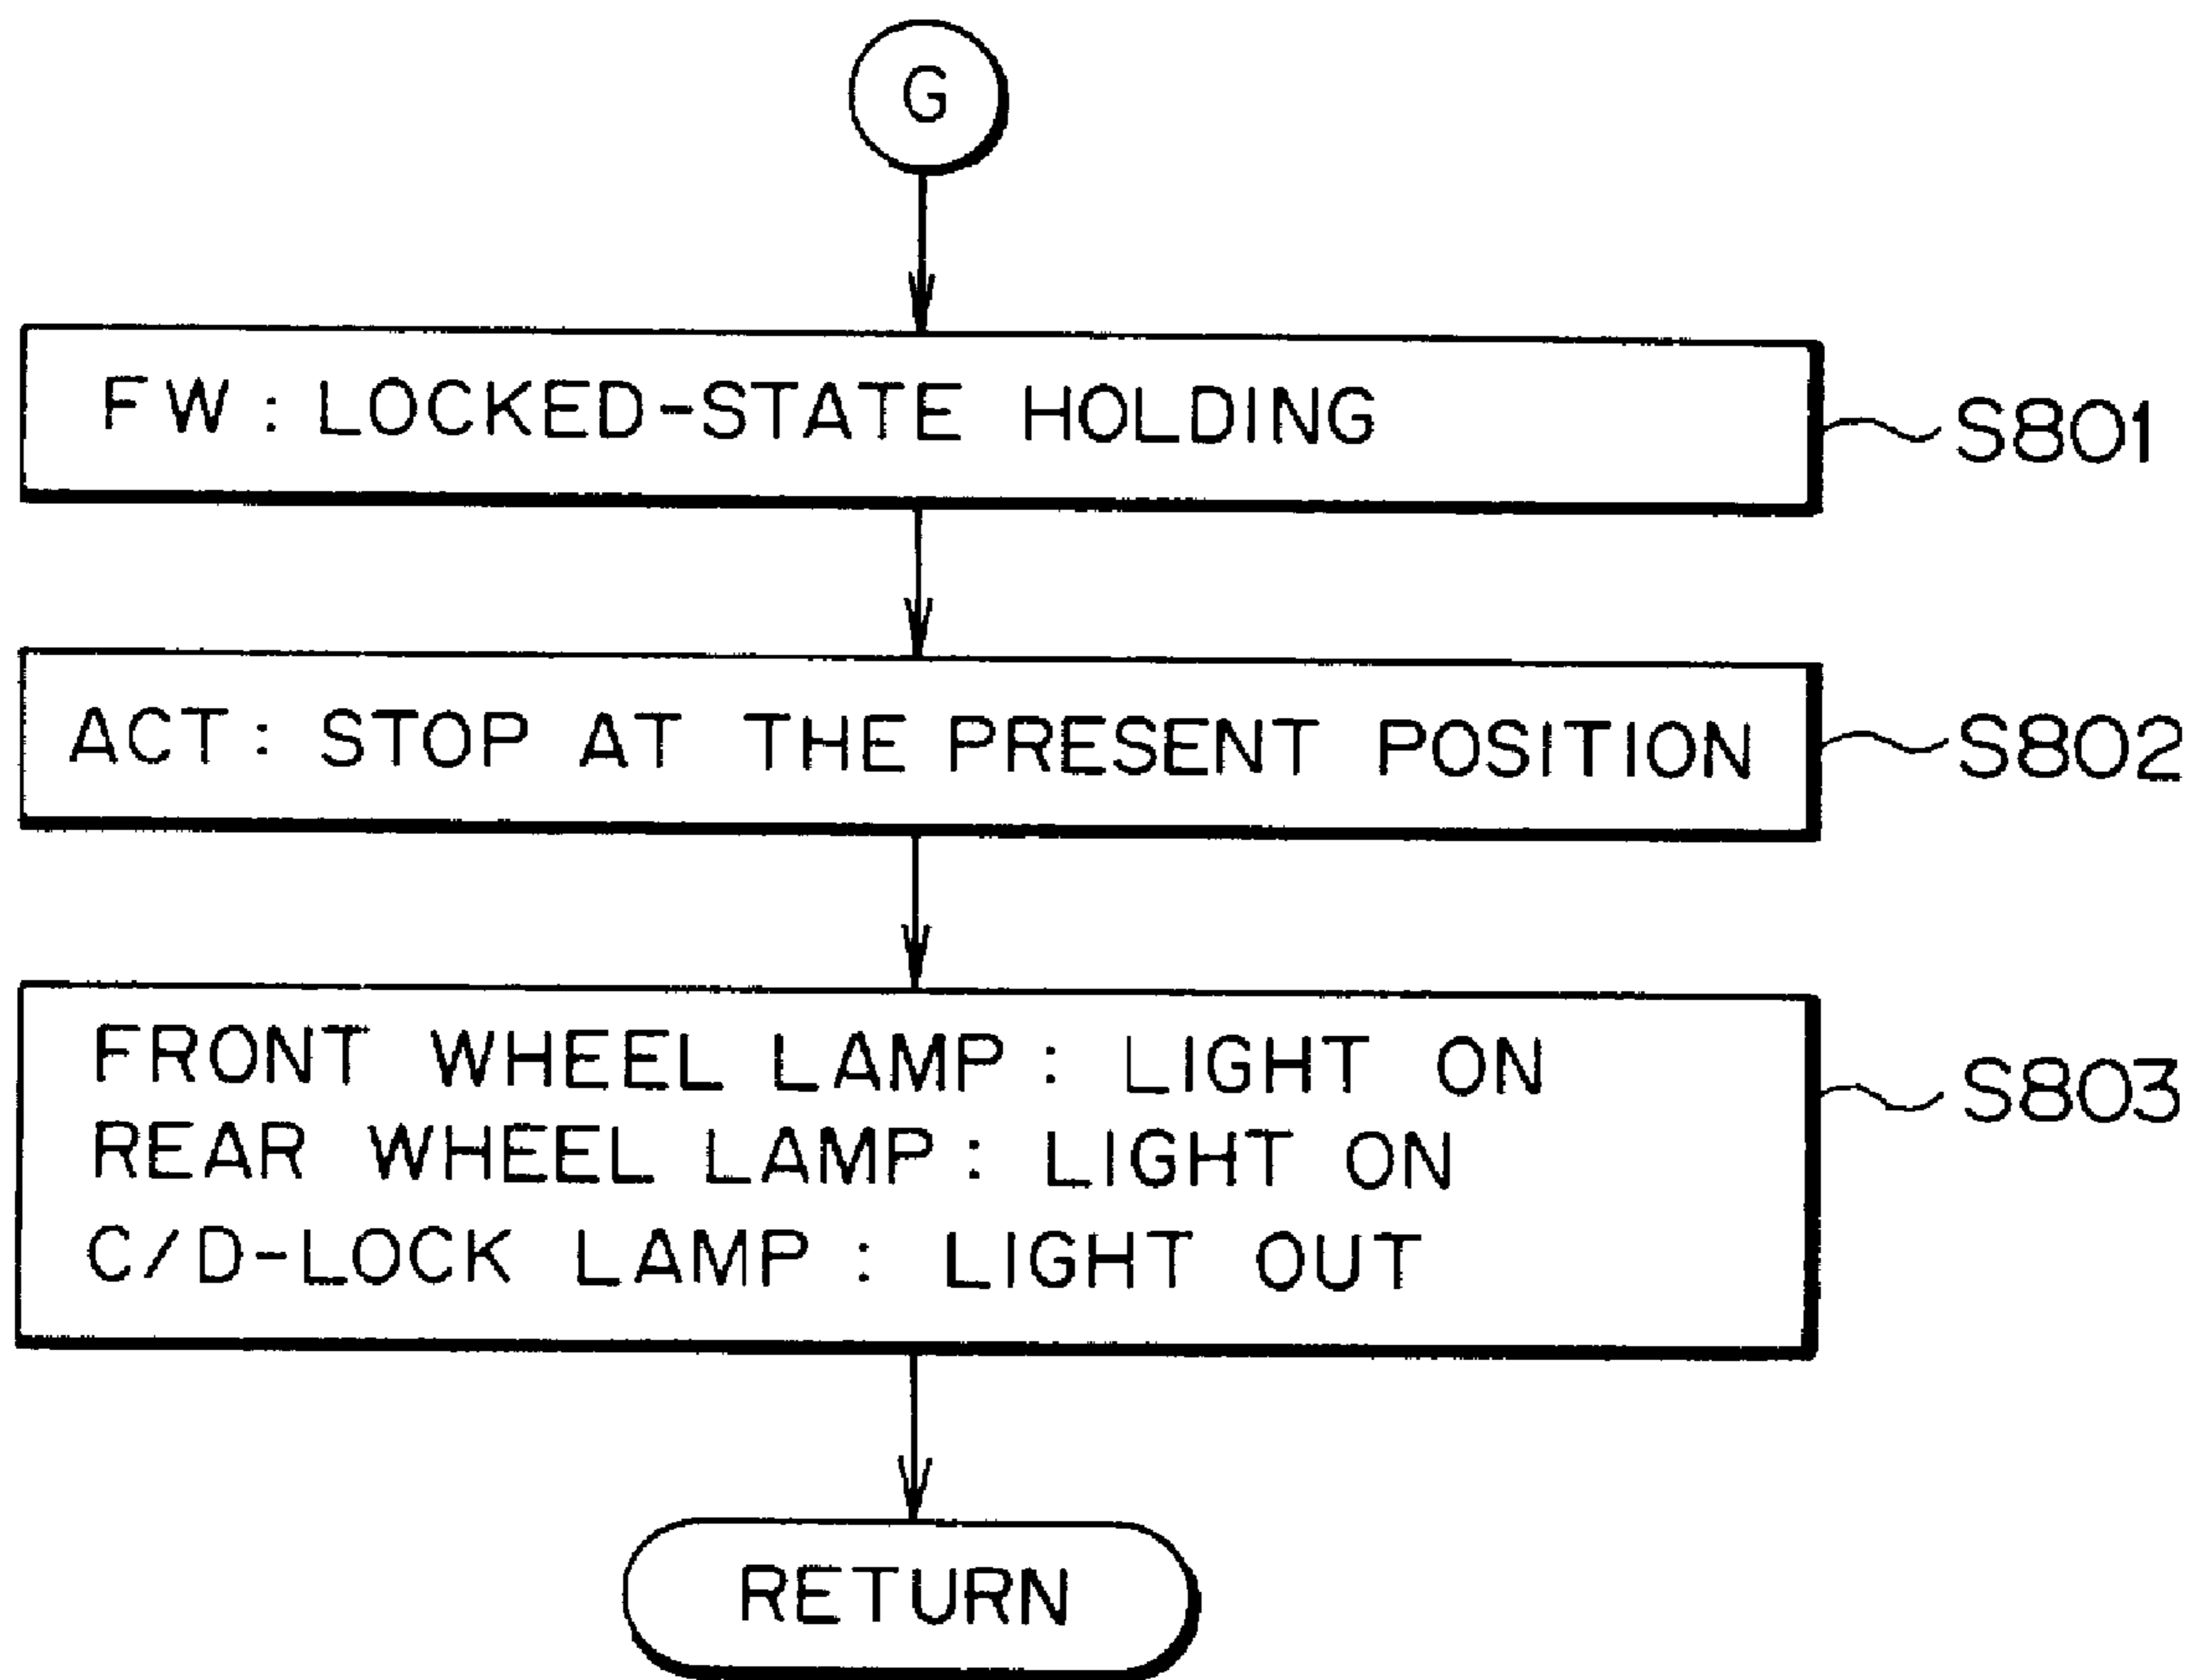 G
FW: LOCKED-STATE HOLDING
S801
ACT: STOP AT THE PRESENT POSITION
S802
FRONT WHEEL LAMP: LIGHT ON
REAR WHEEL LAMP: LIGHT ON
C/D-LOCK LAMP: LIGHT OUT
S803
RETURN